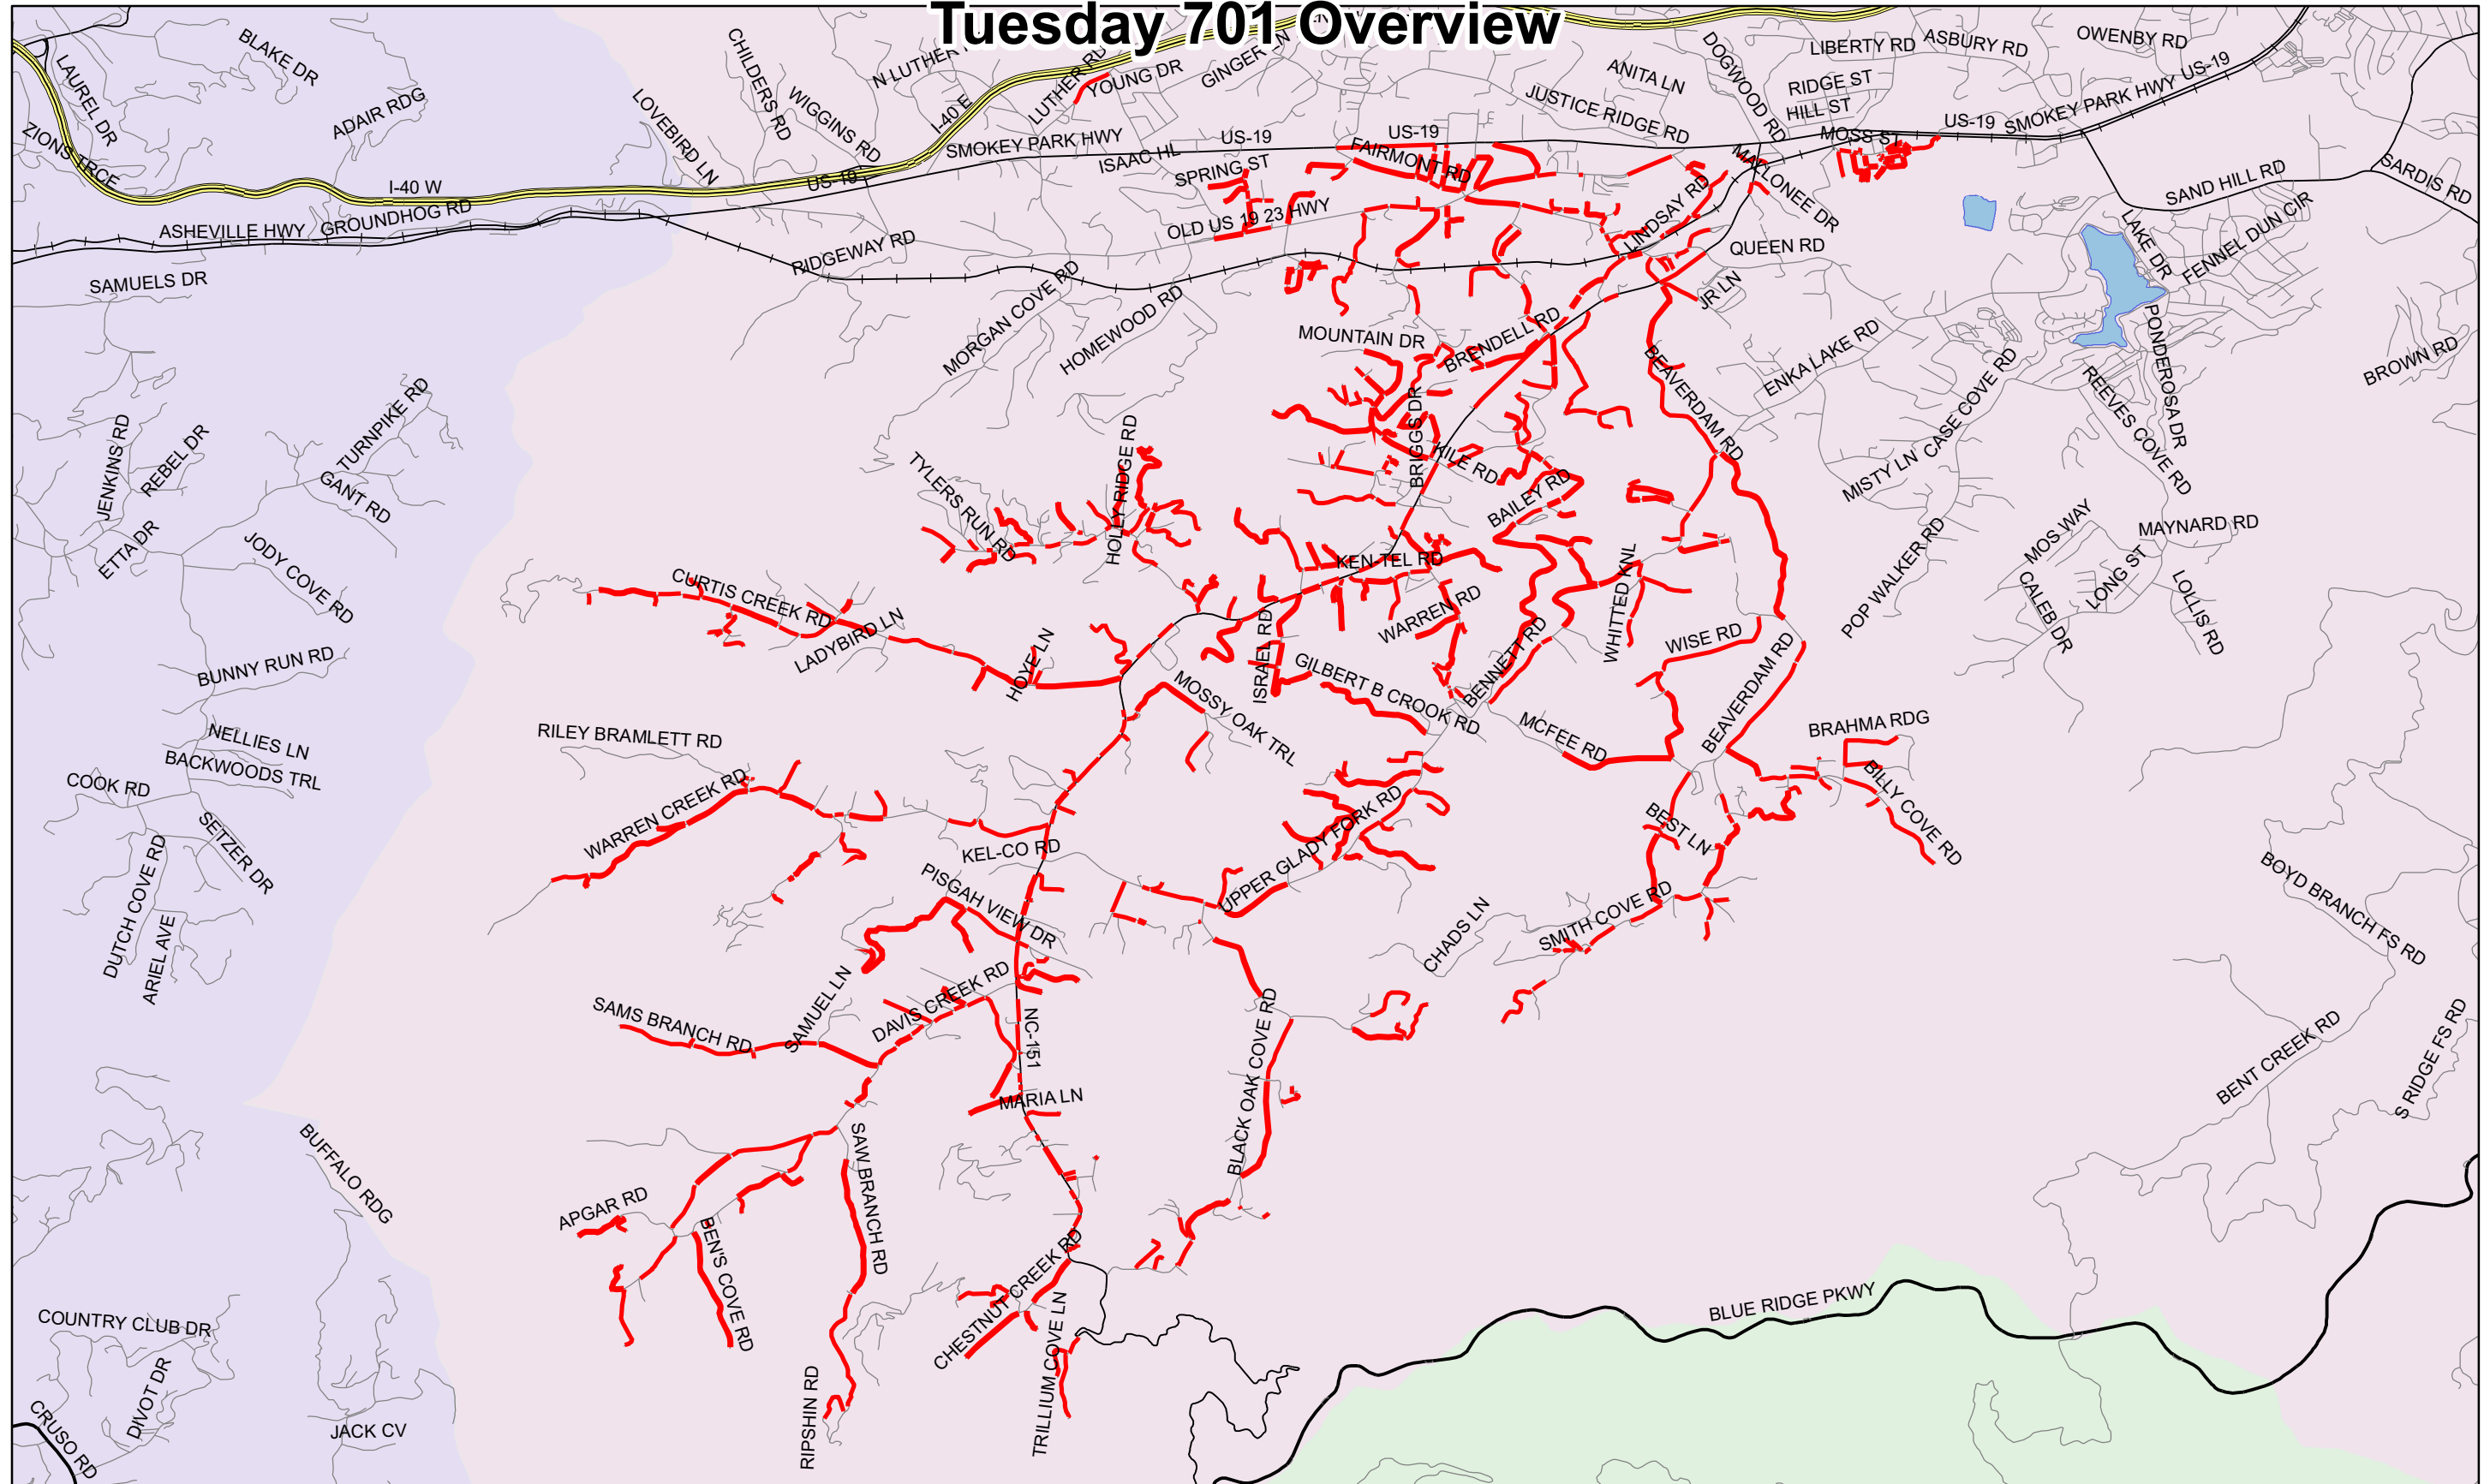 Tuesday 701 Overview
BLAKE DR
LAUREL DR
ADAIR RDG
ZIONS TRCE
LOVEBIRD LN
CHILDERS RD
WIGGINS RD
N LUTHER
LUTHER RD
YOUNG DR
GINGER LN
I-40 E
ANITA LN
DOGWOOD RD
LIBERTY RD
ASBURY RD
OWENBY RD
RIDGE ST
HILL ST
JUSTICE RIDGE RD
US-19
SMOKEY PARK HWY
US-19
MOSS ST
SMOKEY PARK HWY
US-19
US-19
ISAAC HL
SPRING ST
FAIRMONT RD
I-40 W
US-19
GROUNDHOG RD
ASHEVILLE HWY
OLD US 19 23 HWY
LINDSAY RD
MAYLONEE DR
SAND HILL RD
SARDIS RD
LAKE DR
FENNEL DUN CIR
QUEEN RD
RIDGEWAY RD
SAMUELS DR
MORGAN COVE RD
HOMEWOOD RD
JR LN
MOUNTAIN DR
BRENDELL RD
BEAVERDAM RD
ENKA LAKE RD
PONDEROSA DR
BROWN RD
REEVES COVE RD
CASE COVE RD
MISTY LN
JENKINS RD
REBEL DR
TURNPIKE RD
GANT RD
ETTA DR
JODY COVE RD
TYLERS RUN RD
HOLLY RIDGE RD
BRIGGS DR
KILE RD
BAILEY RD
KEN-TEL RD
WHITTED KNL
POP WALKER RD
MOS WAY
MAYNARD RD
LONG ST
CALEB DR
LOLLIS RD
CURTIS CREEK RD
LADYBIRD LN
HOYE LN
WARREN RD
ISRAEL RD
BENNETT RD
GILBERT B CROOK RD
WISE RD
BEAVERDAM RD
BUNNY RUN RD
MOSSY OAK TRL
MCFEE RD
BRAHMA RDG
BILLY COVE RD
NELLIES LN
BACKWOODS TRL
COOK RD
RILEY BRAMLETT RD
WARREN CREEK RD
SETZER DR
DUTCH COVE RD
ARIEL AVE
KEL-CO RD
PISGAH VIEW DR
UPPER GLADY FORK RD
BEST LN
SMITH COVE RD
CHADS LN
BOYD BRANCH FS RD
SAMS BRANCH RD
SAMUEL LN
DAVIS CREEK RD
NC-151
BLACK OAK COVE RD
BENT CREEK RD
S RIDGE FS RD
MARIA LN
BUFFALO RDG
SAW BRANCH RD
APGAR RD
BEN'S COVE RD
CHESTNUT CREEK RD
TRILLIUM COVE LN
RIPSHIN RD
BLUE RIDGE PKWY
COUNTRY CLUB DR
DIVOT DR
CRUSO RD
JACK CV